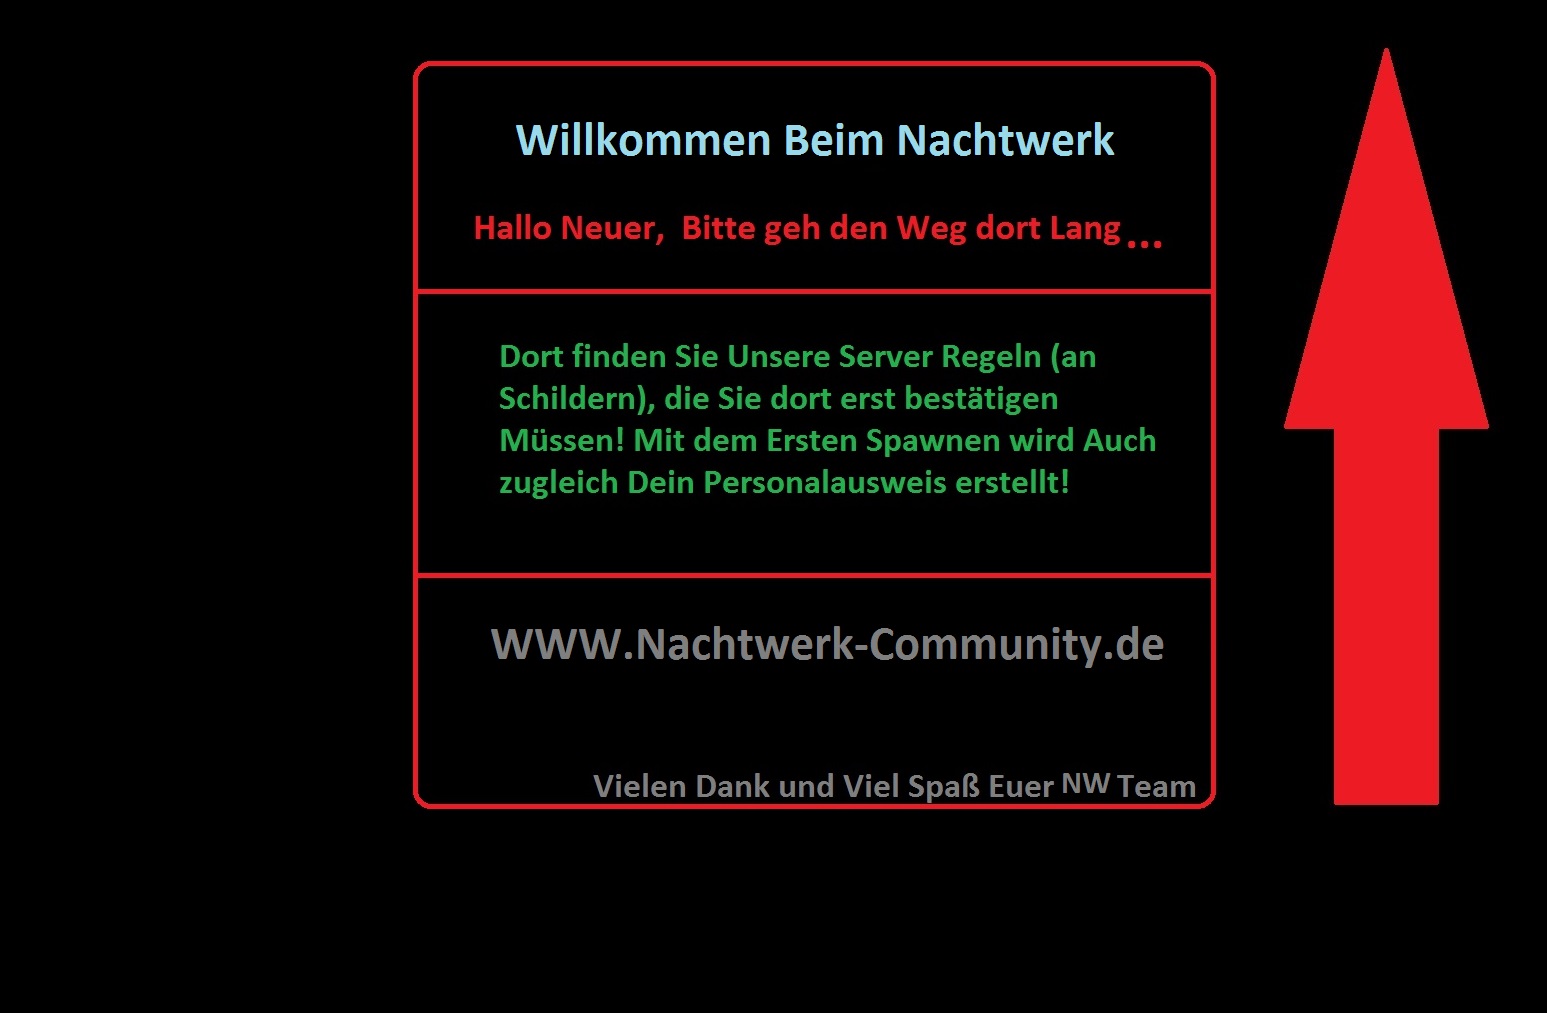 Willkommen Beim Nachtwerk
Hallo Neuer, Bitte geh den Weg dort Lang...
Dort finden Sie Unsere Server Regeln (an
Schildern), die Sie dort erst bestätigen
Müssen! Mit dem Ersten Spawnen wird Auch
zugleich Dein Personalausweis erstellt!
WWW.Nachtwerk-Community.de
Vielen Dank und Viel Spaß Euer NW Team